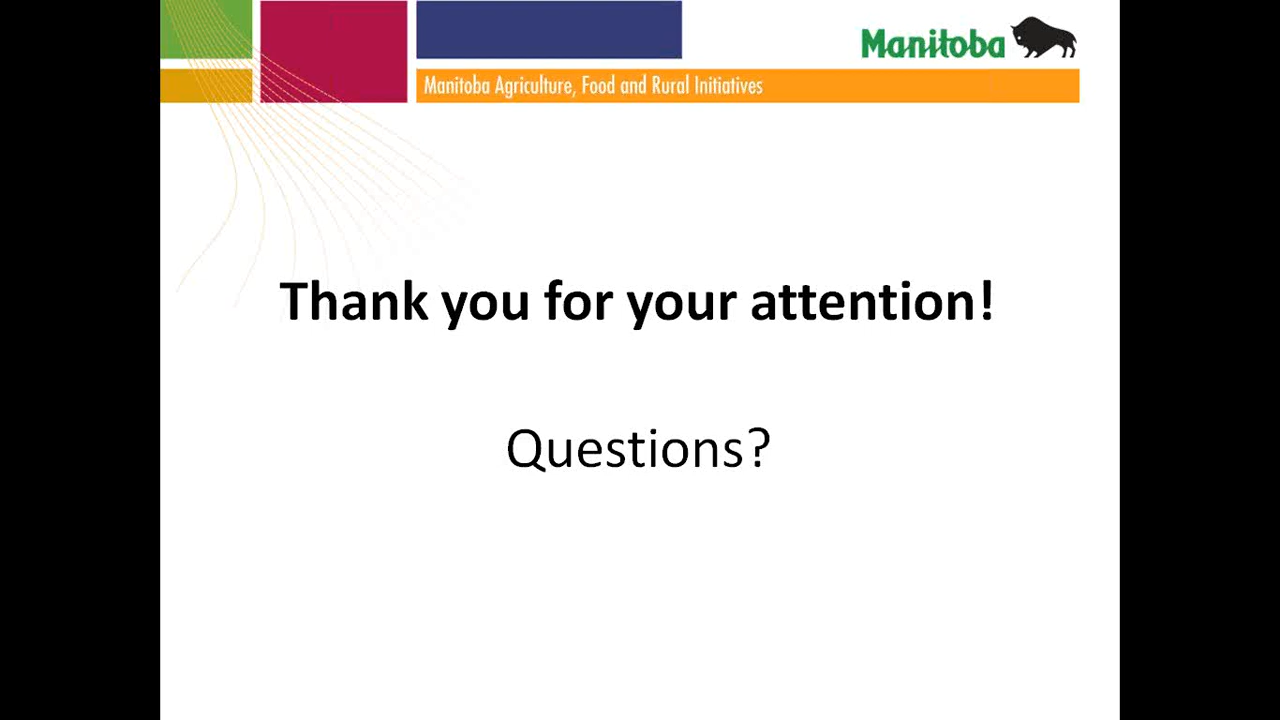 Manitoba
Manitoba Agriculture, Food and Rural Initiatives
Thank you for your attention!
Questions?